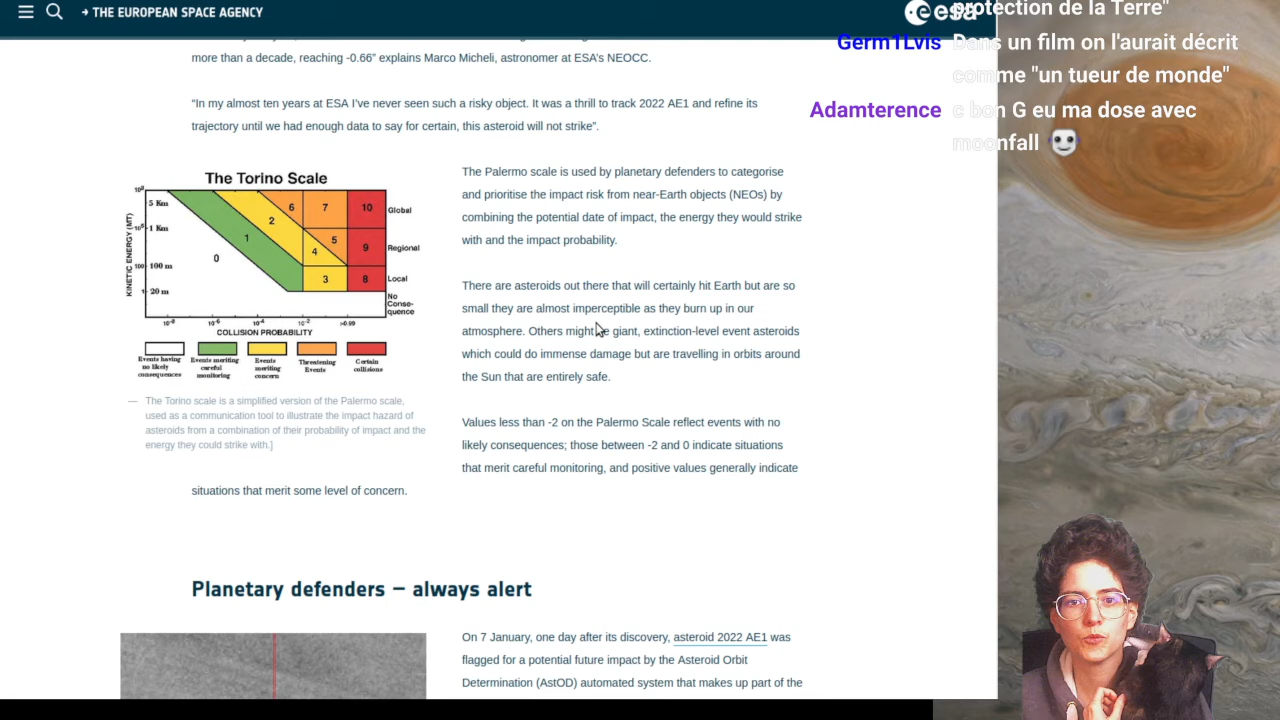 → THE EUROPEAN SPACE AGENCY
esa
protection de la Terre"
Germ1Lvis Dans un film on l'aurait décrit
comme "un tueur de monde"
Adamterence c bon G eu ma dose avec
moonfall
more than a decade, reaching -0.66” explains Marco Micheli, astronomer at ESA’s NEOCC.
“In my almost ten years at ESA I’ve never seen such a risky object. It was a thrill to track 2022 AE1 and refine its
trajectory until we had enough data to say for certain, this asteroid will not strike”.
The Torino Scale
KINETIC ENERGY (MT)
10⁸
5 Km
10⁵
1 Km
100
100 m
1
20 m
0
1
2
3
4
5
6
7
8
9
10
Global
Regional
Local
No
Conse-
quence
10⁻⁸
10⁻⁶
10⁻⁴
10⁻²
>0.99
COLLISION PROBABILITY
Events having
no likely
consequences
Events meriting
careful
monitoring
Events
meriting
concern
Threatening
Events
Certain
collisions
— The Torino scale is a simplified version of the Palermo scale,
used as a communication tool to illustrate the impact hazard of
asteroids from a combination of their probability of impact and the
energy they could strike with.]
The Palermo scale is used by planetary defenders to categorise
and prioritise the impact risk from near-Earth objects (NEOs) by
combining the potential date of impact, the energy they would strike
with and the impact probability.
There are asteroids out there that will certainly hit Earth but are so
small they are almost imperceptible as they burn up in our
atmosphere. Others might be giant, extinction-level event asteroids
which could do immense damage but are travelling in orbits around
the Sun that are entirely safe.
Values less than -2 on the Palermo Scale reflect events with no
likely consequences; those between -2 and 0 indicate situations
that merit careful monitoring, and positive values generally indicate
situations that merit some level of concern.
Planetary defenders – always alert
On 7 January, one day after its discovery, asteroid 2022 AE1 was
flagged for a potential future impact by the Asteroid Orbit
Determination (AstOD) automated system that makes up part of the